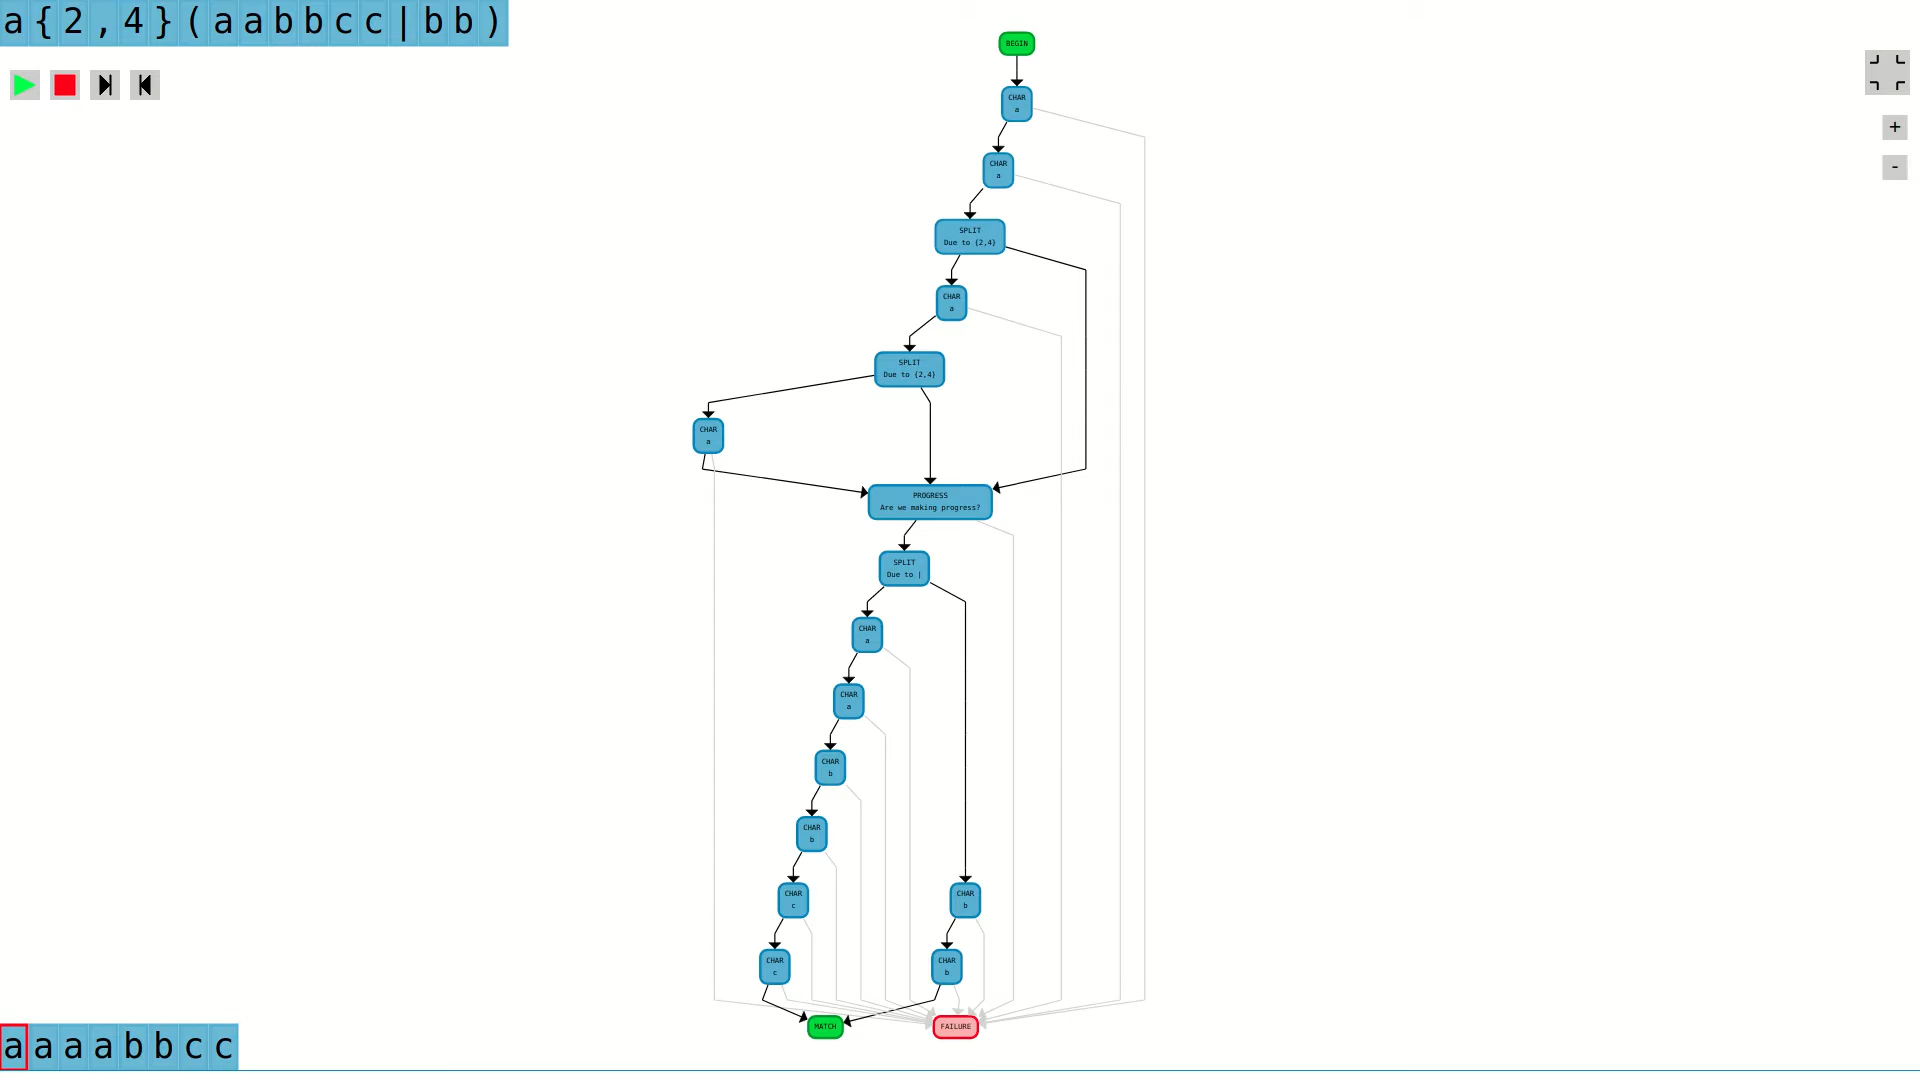 a{2,4}(aabbcc|bb)
BEGIN
CHAR
a
+
CHAR
a
-
SPLIT
Due to {2,4}
CHAR
a
SPLIT
Due to {2,4}
CHAR
a
PROGRESS
Are we making progress?
SPLIT
Due to |
CHAR
a
CHAR
a
CHAR
b
CHAR
b
CHAR
c
CHAR
b
CHAR
c
CHAR
b
MATCH
FAILURE
aaaabbcc